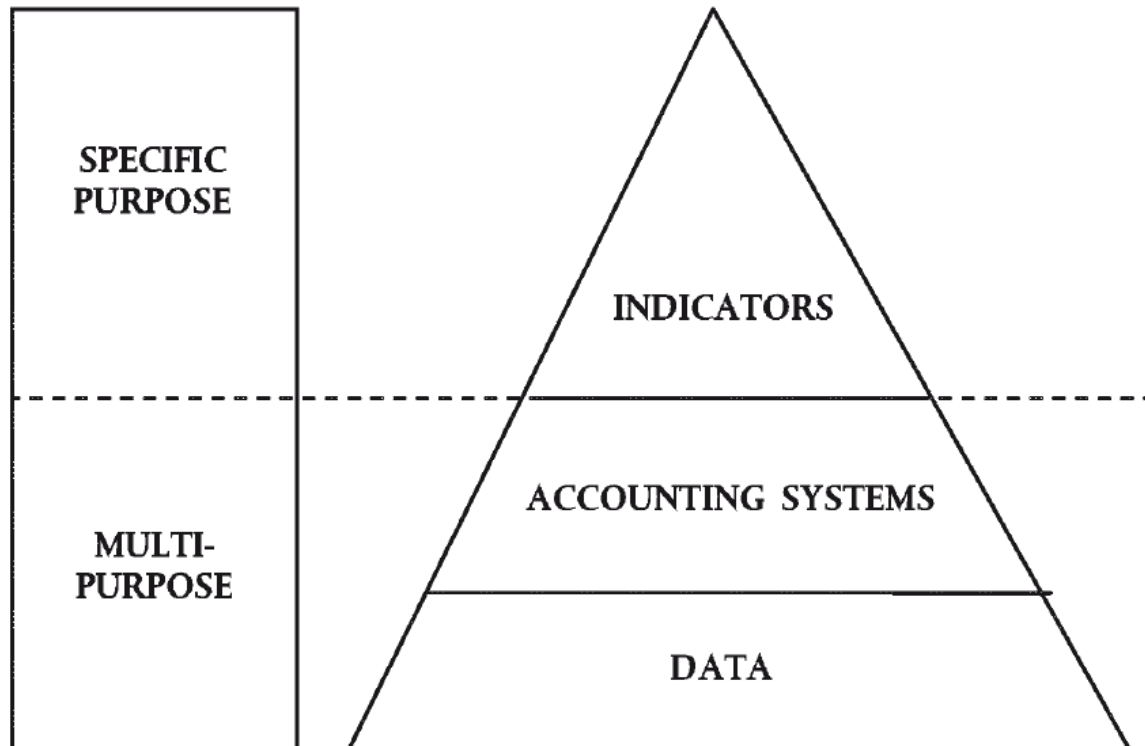 SPECIFIC
PURPOSE
INDICATORS
ACCOUNTING SYSTEMS
MULTI-
PURPOSE
DATA